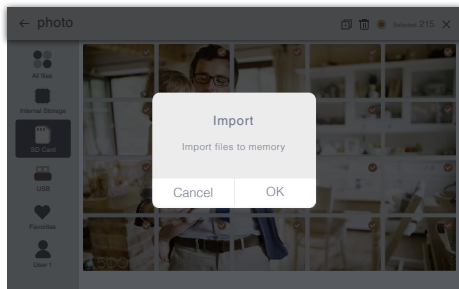 photo
Selected 215
All files
Internal Storage
SD Card
USB
Favorites
User 1
Import
Import files to memory
Cancel
OK